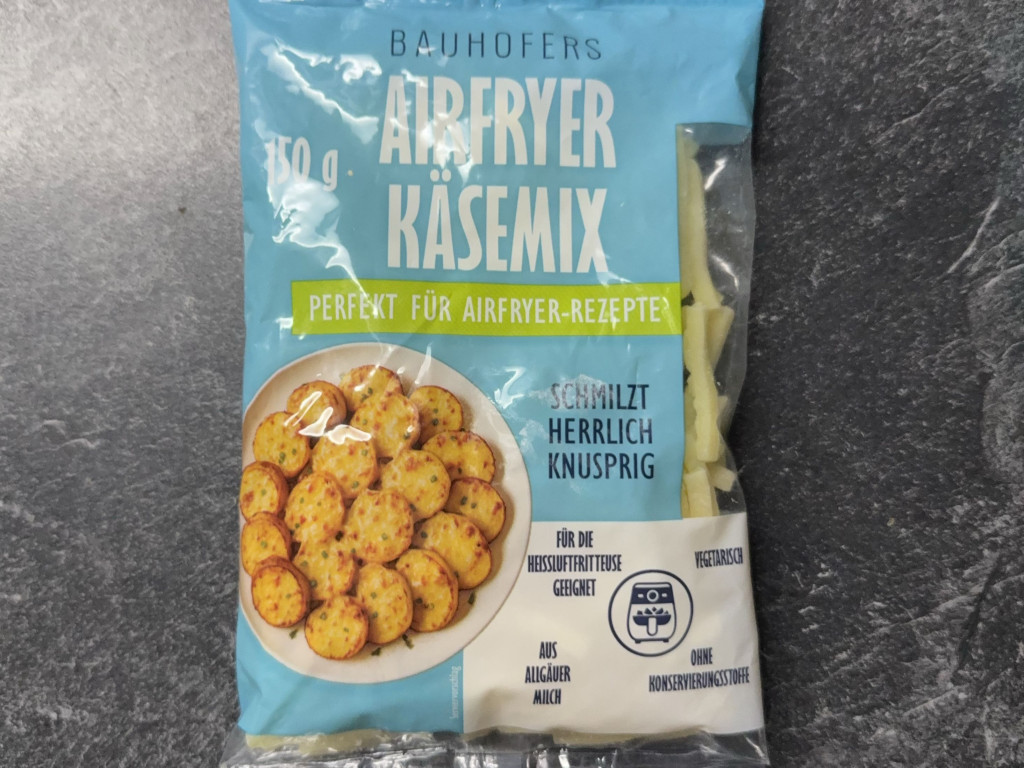 BAUHOFERS
AIRFRYER
KÄSEMIX
150 g
PERFEKT FÜR AIRFRYER-REZEPTE
SCHMILZT
HERRLICH
KNUSPRIG
FÜR DIE
HEISSLUFTFRITTEUSE
GEEIGNET
VEGETARISCH
AUS
ALLGÄUER
MILCH
OHNE
KONSERVIERUNGSSTOFFE